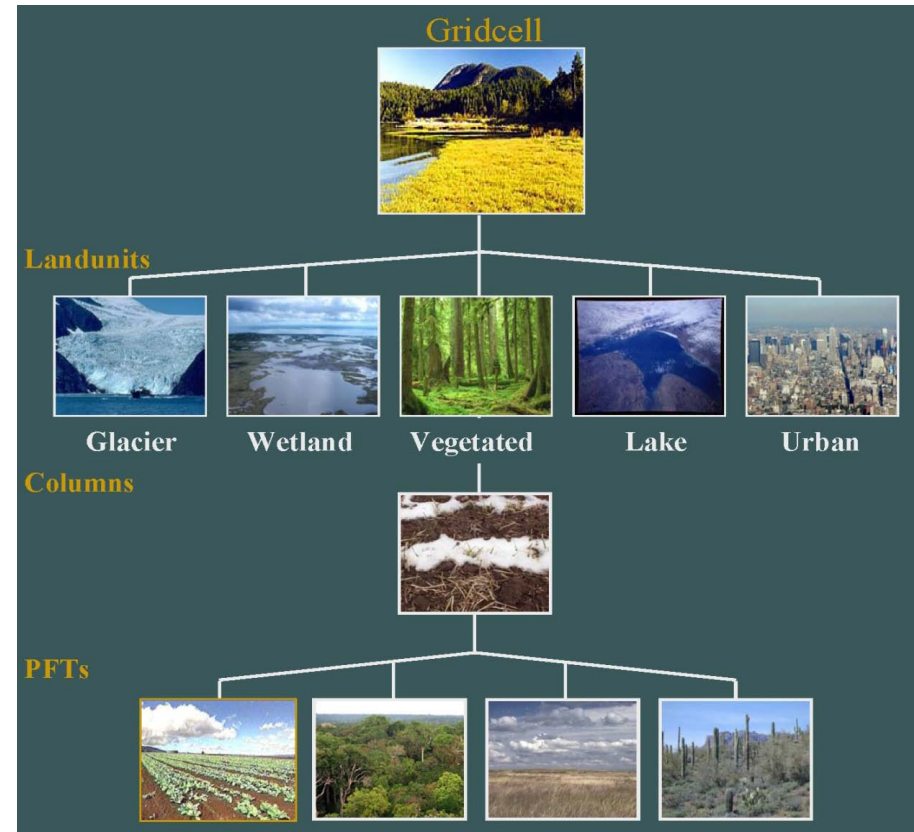 Gridcell
Landunits
Glacier
Wetland
Vegetated
Lake
Urban
Columns
PFTs